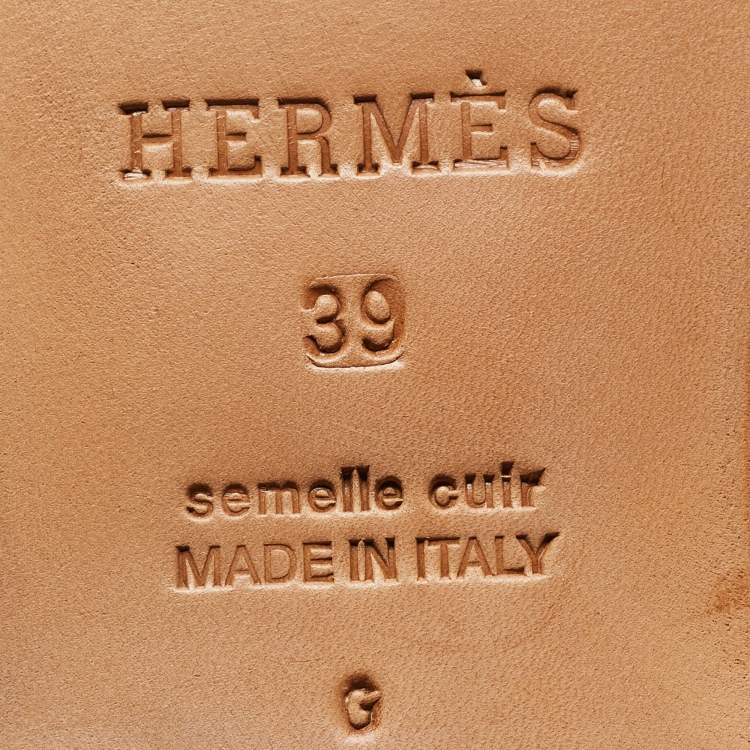 HERMÈS
39
semelle cuir
MADE IN ITALY
G